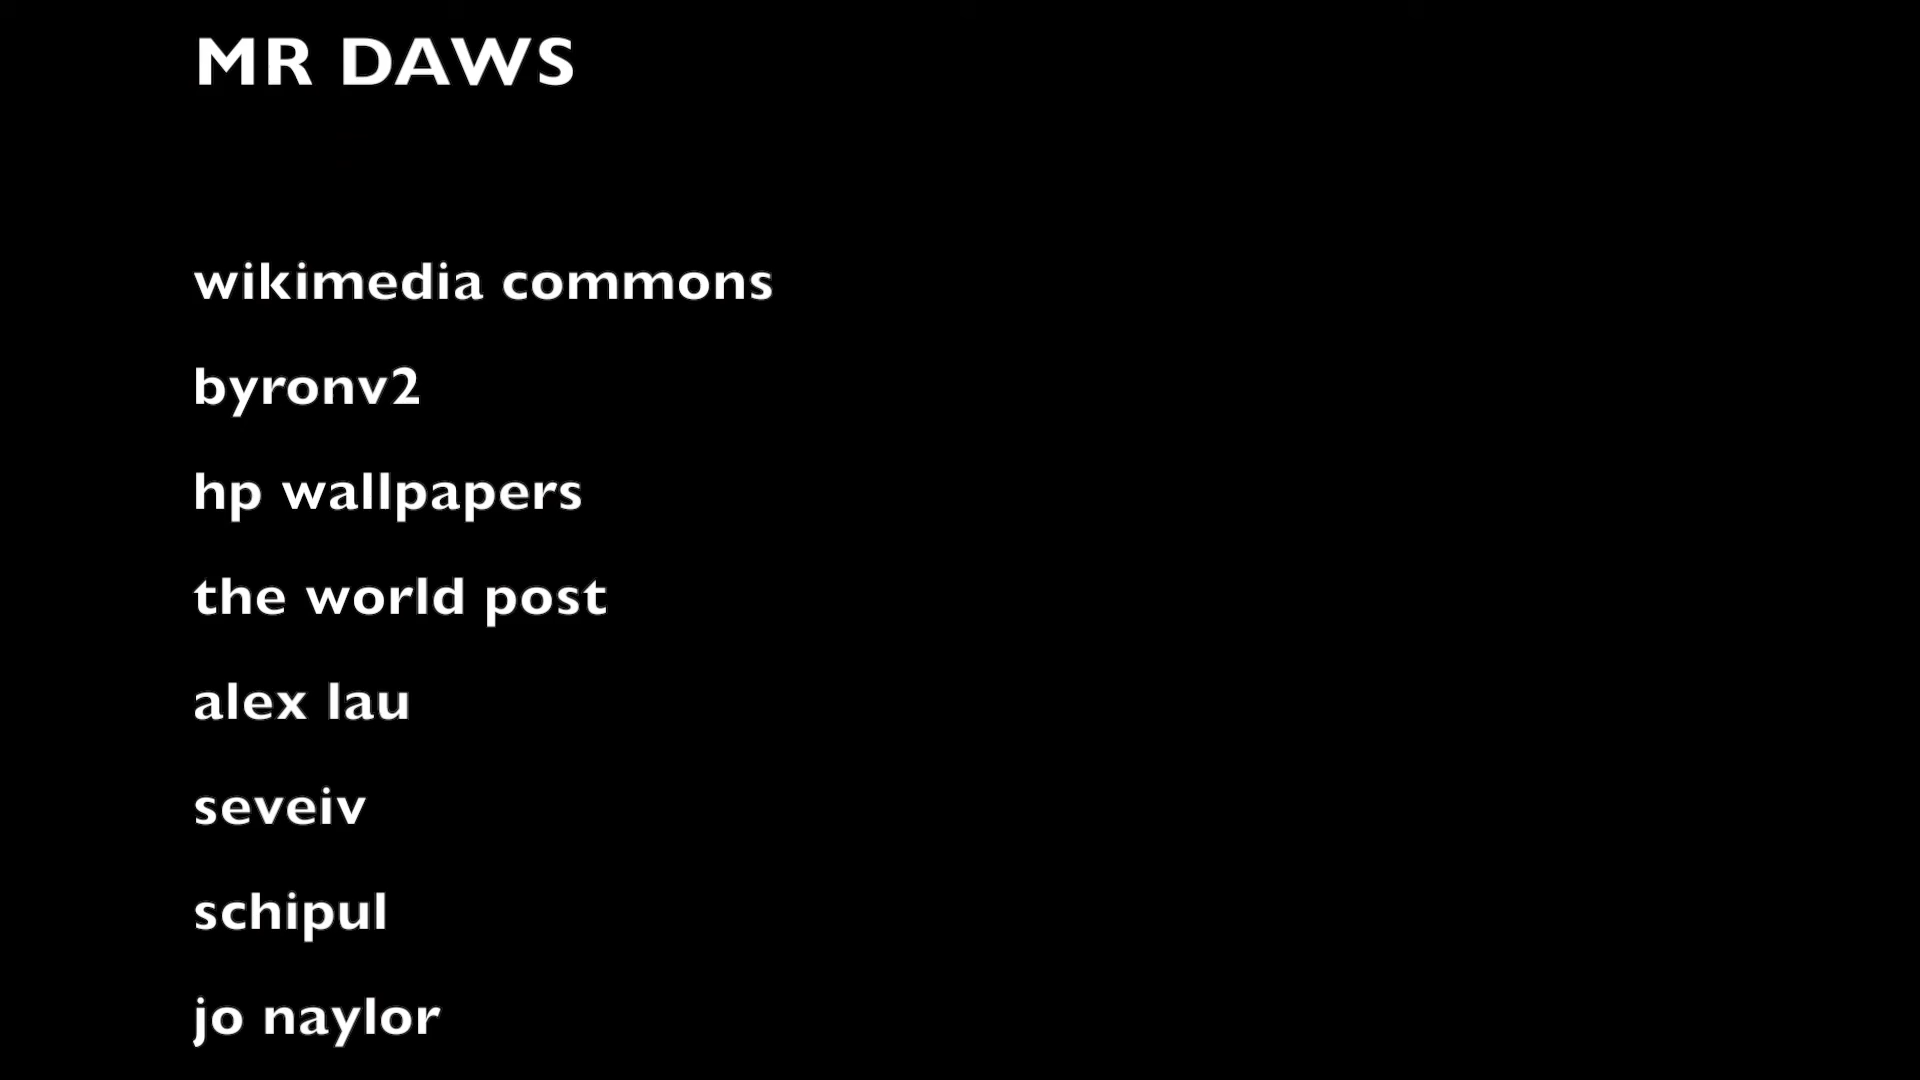 MR DAWS
wikimedia commons
byronv2
hp wallpapers
the world post
alex lau
seveiv
schipul
jo naylor